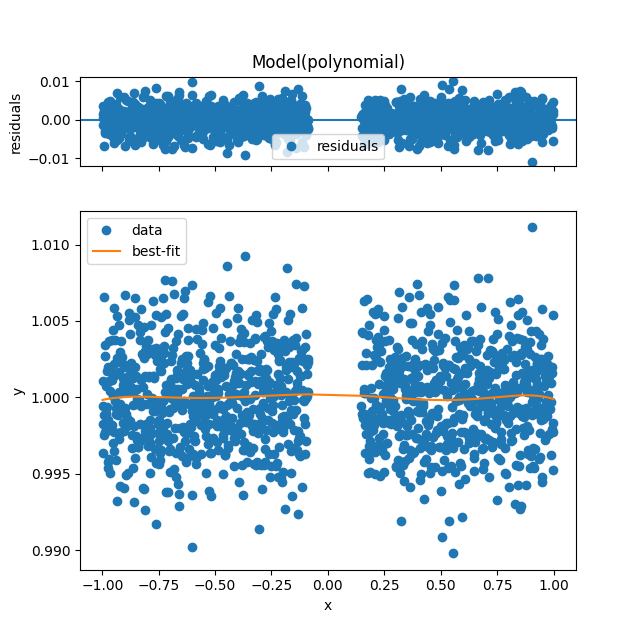 Model(polynomial)
0.01
0.00
−0.01
residuals
residuals
data
best-fit
1.010
1.005
1.000
0.995
0.990
y
−1.00 −0.75 −0.50 −0.25 0.00 0.25 0.50 0.75 1.00
x